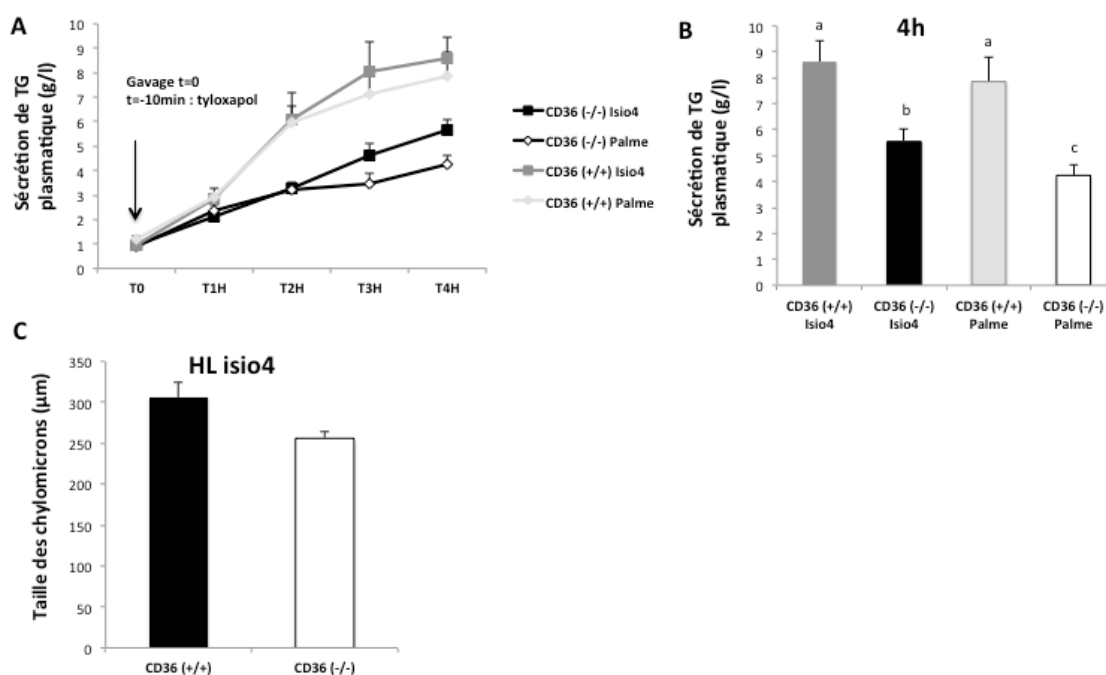 A
Sécrétion de TG
plasmatique (g/l)
10
9
8
7
6
5
4
3
2
1
0
Gavage t=0
t=-10min : tyloxapol
T0 T1H T2H T3H T4H
CD36 (-/-) Isio4
CD36 (-/-) Palme
CD36 (+/+) Isio4
CD36 (+/+) Palme
B
4h
Sécrétion de TG
plasmatique (g/l)
10
9
8
7
6
5
4
3
2
1
0
a
b
a
c
CD36 (+/+) CD36 (-/-) CD36 (+/+) CD36 (-/-)
Isio4 Isio4 Palme Palme
C
HL isio4
Taille des chylomicrons (µm)
350
300
250
200
150
100
50
0
CD36 (+/+) CD36 (-/-)